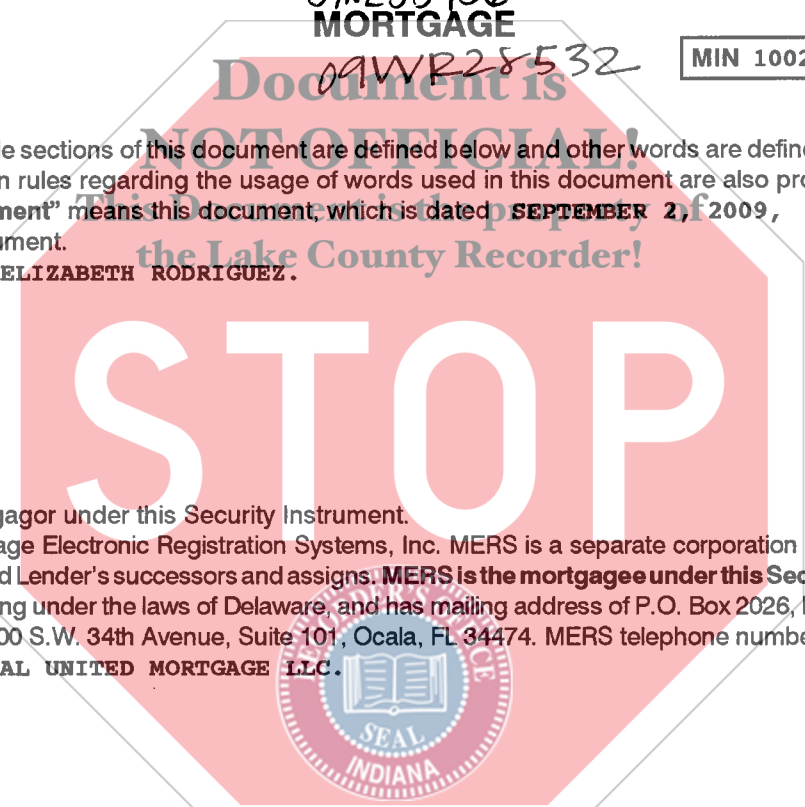 MORTGAGE
09WR28532
MIN 1002
Document is
NOT OFFICIAL!
This Document is the property of
the Lake County Recorder!
e sections of this document are defined below and other words are define
n rules regarding the usage of words used in this document are also pro
ment” means this Document, which is dated SEPTEMBER 2, 2009,
ument.
ELIZABETH RODRIGUEZ.
STOP
gagor under this Security Instrument.
age Electronic Registration Systems, Inc. MERS is a separate corporation
d Lender's successors and assigns. MERS is the mortgagee under this Sec
ng under the laws of Delaware, and has mailing address of P.O. Box 2026,
00 S.W. 34th Avenue, Suite 101, Ocala, FL 34474. MERS telephone numbe
AL UNITED MORTGAGE LLC.
RECORDER'S OFFICE
SEAL
INDIANA